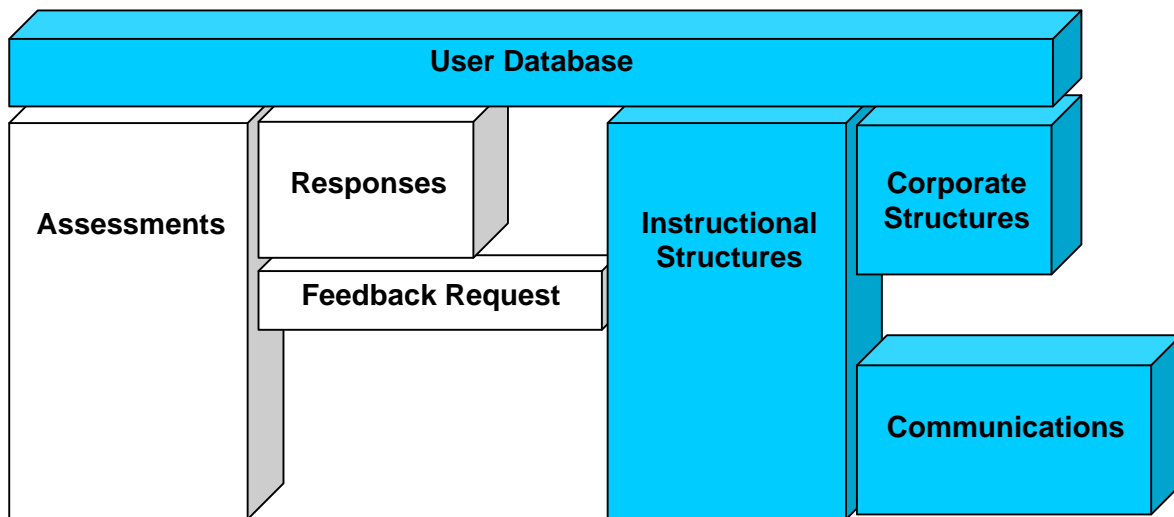 User Database
Assessments
Responses
Feedback Request
Instructional
Structures
Corporate
Structures
Communications